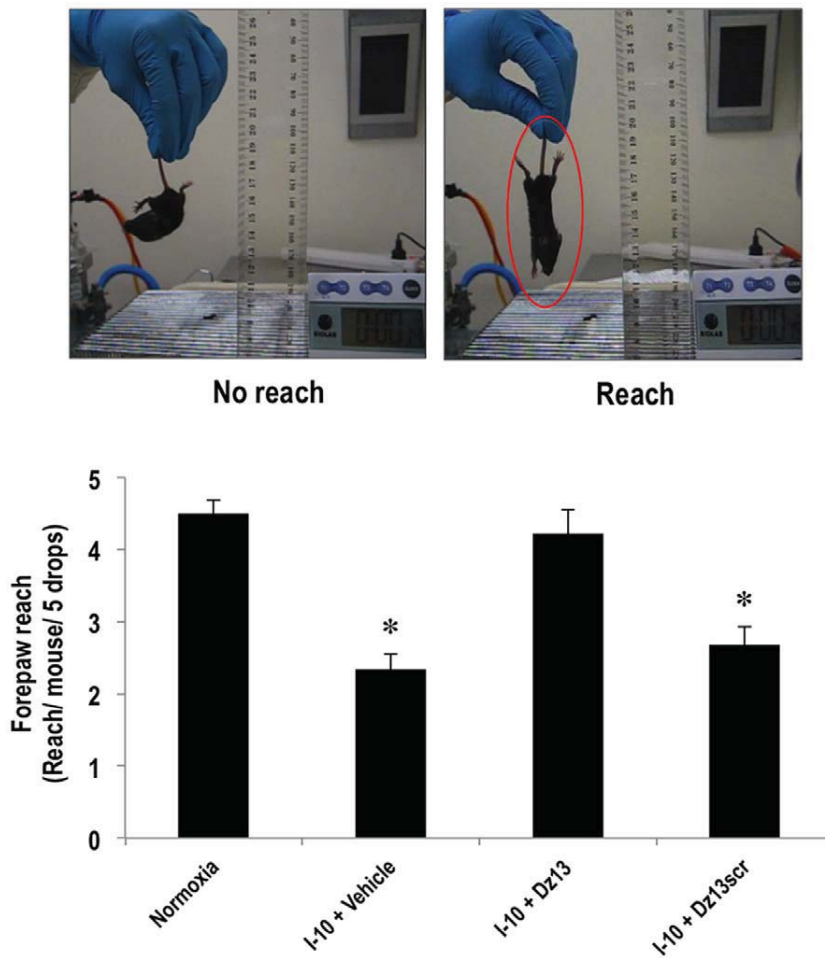 No reach
Reach
Forepaw reach
(Reach/ mouse/ 5 drops)
5
4
3
2
1
0
*
*
Normoxia
I-10 + Vehicle
I-10 + Dz13
I-10 + Dz13scr